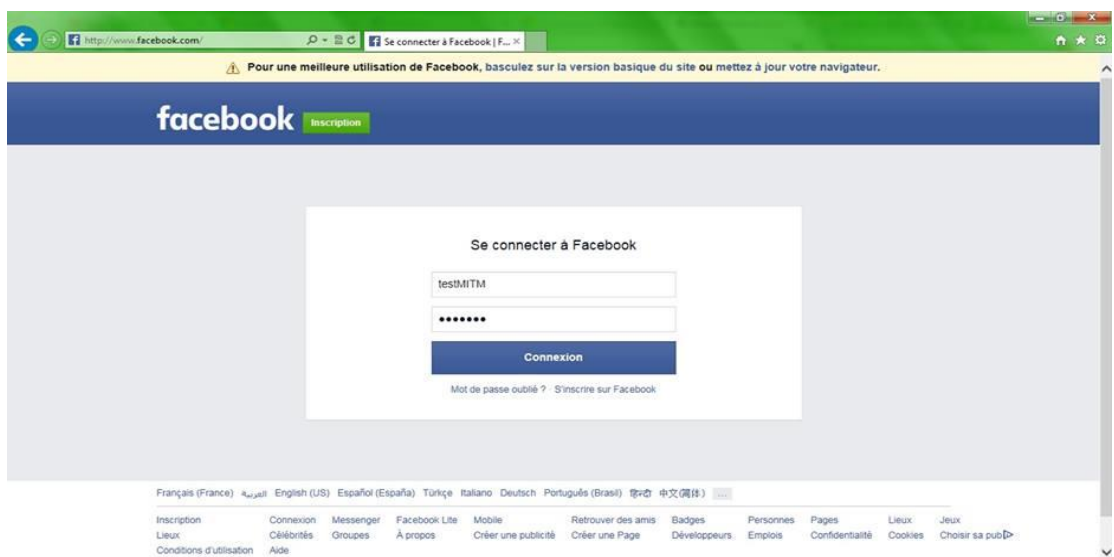 http://www.facebook.com/
Se connecter à Facebook | F...
Pour une meilleure utilisation de Facebook, basculez sur la version basique du site ou mettez à jour votre navigateur.
facebook Inscription
Se connecter à Facebook
testMITM
•••••••
Connexion
Mot de passe oublié ? · S'inscrire sur Facebook
Français (France) العربية English (US) Español (España) Türkçe Italiano Deutsch Português (Brasil) हिन्दी 中文(简体) ...
Inscription Connexion Messenger Facebook Lite Mobile Retrouver des amis Badges Personnes Pages Lieux Jeux
Lieux Célébrités Groupes À propos Créer une publicité Créer une Page Développeurs Emplois Confidentialité Cookies Choisir sa pub
Conditions d'utilisation Aide